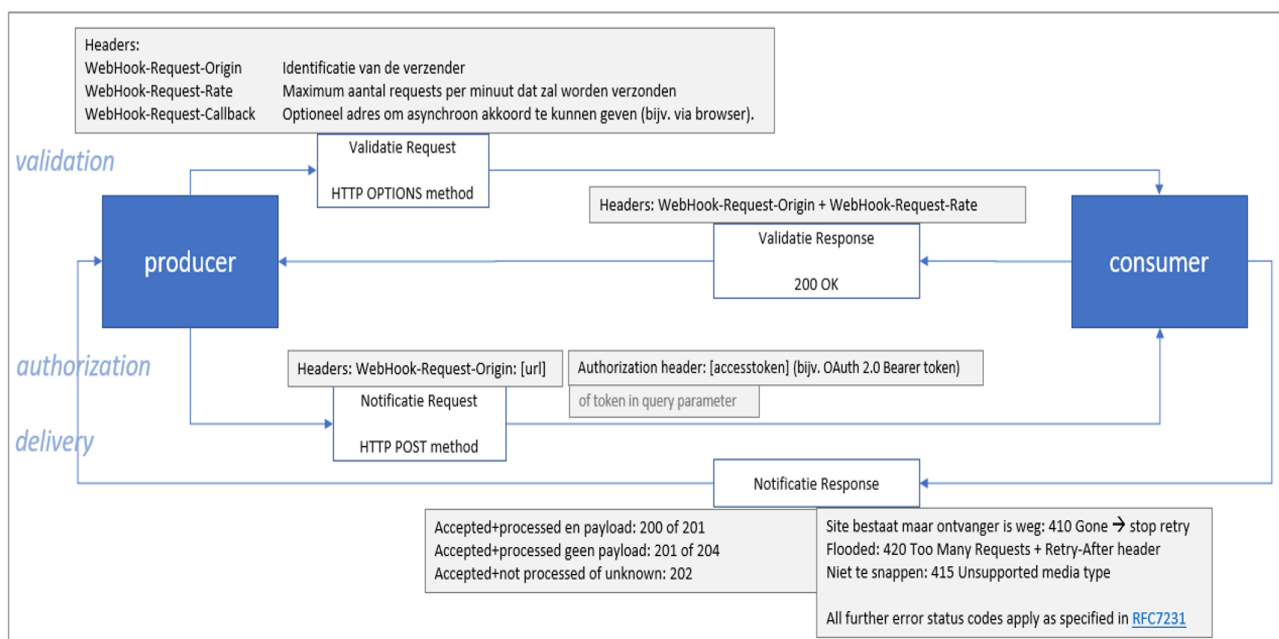 Headers:
WebHook-Request-Origin Identificatie van de verzender
WebHook-Request-Rate Maximum aantal requests per minuut dat zal worden verzonden
WebHook-Request-Callback Optioneel adres om asynchroon akkoord te kunnen geven (bijv. via browser).
validation
Validatie Request
HTTP OPTIONS method
Headers: WebHook-Request-Origin + WebHook-Request-Rate
Validatie Response
200 OK
producer
consumer
authorization
Headers: WebHook-Request-Origin: [url]
Authorization header: [accesstoken] (bijv. OAuth 2.0 Bearer token)
of token in query parameter
Notificatie Request
HTTP POST method
delivery
Notificatie Response
Accepted+processed en payload: 200 of 201
Accepted+processed geen payload: 201 of 204
Accepted+not processed of unknown: 202
Site bestaat maar ontvanger is weg: 410 Gone → stop retry
Flooded: 420 Too Many Requests + Retry-After header
Niet te snappen: 415 Unsupported media type
All further error status codes apply as specified in RFC7231